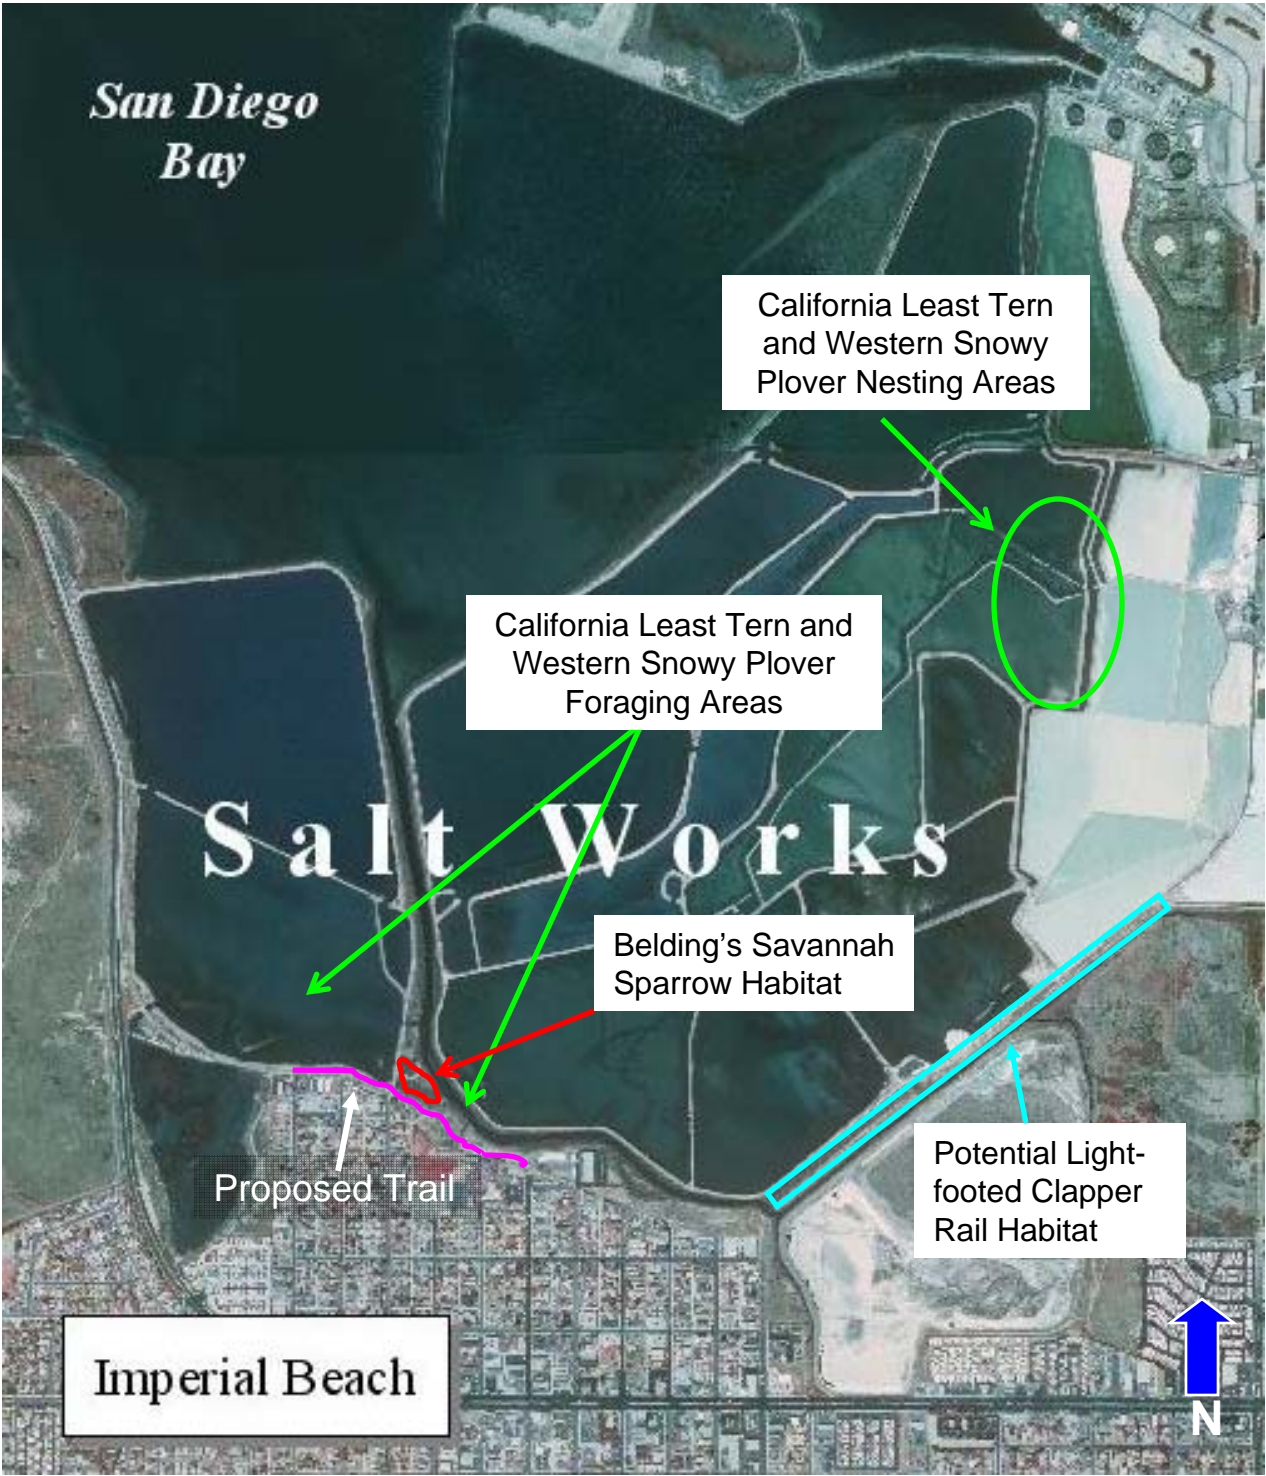 San Diego
Bay
California Least Tern
and Western Snowy
Plover Nesting Areas
California Least Tern and
Western Snowy Plover
Foraging Areas
Salt Works
Belding’s Savannah
Sparrow Habitat
Proposed Trail
Potential Light-
footed Clapper
Rail Habitat
Imperial Beach
N